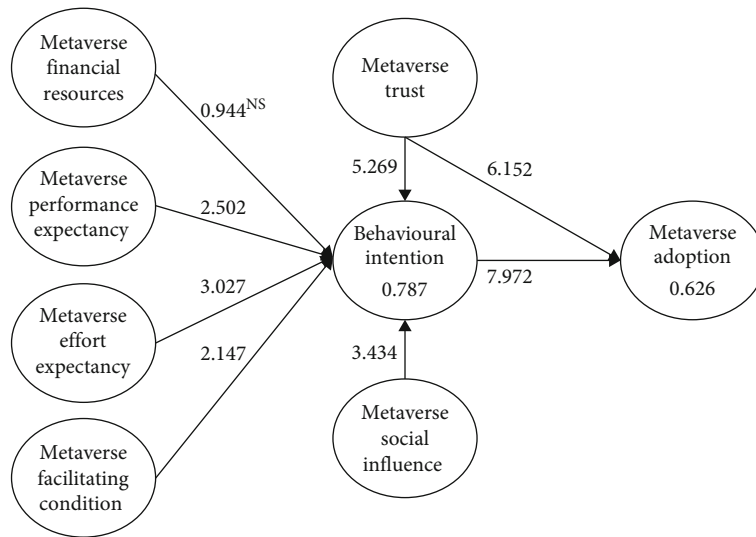 Metaverse
financial
resources
0.944NS
Metaverse
performance
expectancy
2.502
Metaverse
effort
expectancy
3.027
Metaverse
facilitating
condition
2.147
Metaverse
trust
5.269
6.152
Behavioural
intention
0.787
7.972
Metaverse
adoption
0.626
3.434
Metaverse
social
influence